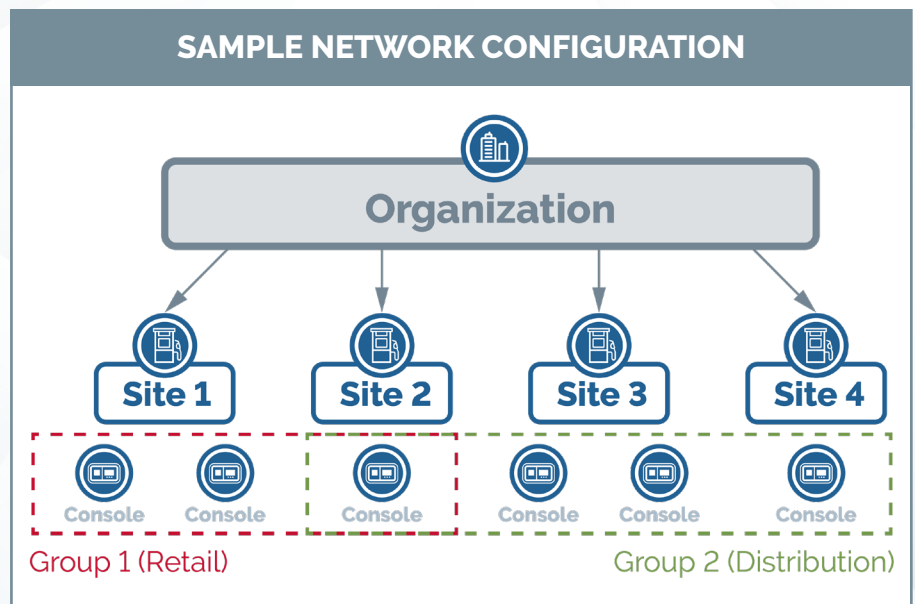 SAMPLE NETWORK CONFIGURATION
Organization
Site 1
Site 2
Site 3
Site 4
Console
Console
Console
Console
Console
Console
Group 1 (Retail)
Group 2 (Distribution)